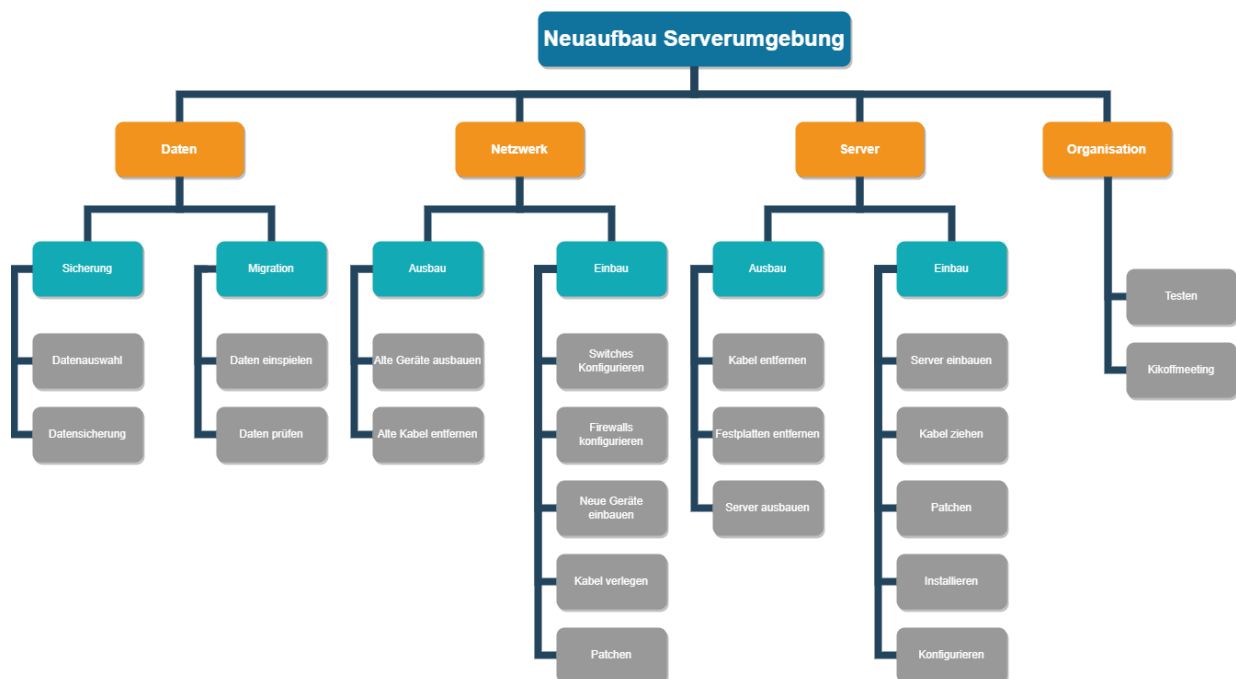 Neuaufbau Serverumgebung
Daten
Netzwerk
Server
Organisation
Sicherung
Migration
Ausbau
Einbau
Ausbau
Einbau
Testen
Datenauswahl
Daten einspielen
Alte Geräte ausbauen
Switches
Konfigurieren
Kabel entfernen
Server einbauen
Kikoffmeeting
Datensicherung
Daten prüfen
Alte Kabel entfernen
Firewalls
konfigurieren
Festplatten entfernen
Kabel ziehen
Neue Geräte
einbauen
Server ausbauen
Patchen
Kabel verlegen
Installieren
Patchen
Konfigurieren